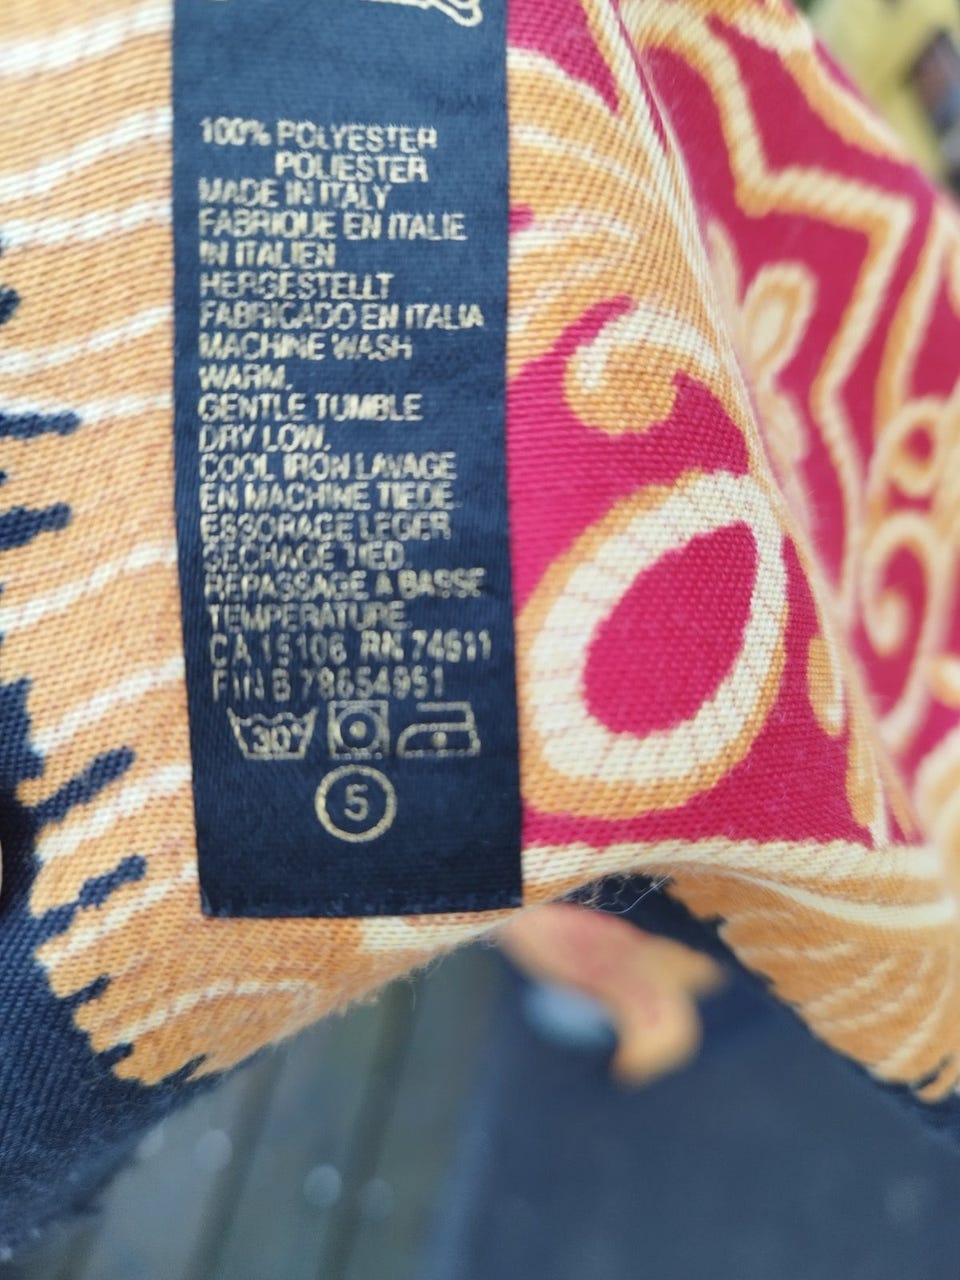 100% POLYESTER
POLIESTER
MADE IN ITALY
FABRIQUE EN ITALIE
IN ITALIEN
HERGESTELLT
FABRICADO EN ITALIA
MACHINE WASH
WARM.
GENTLE TUMBLE
DRY LOW.
COOL IRON LAVAGE
EN MACHINE TIEDE.
ESSORAGE LEGER
SECHAGE TIED.
REPASSAGE A BASSE
TEMPERATURE.
CA 15106 RN 74611
78654951
30°
5